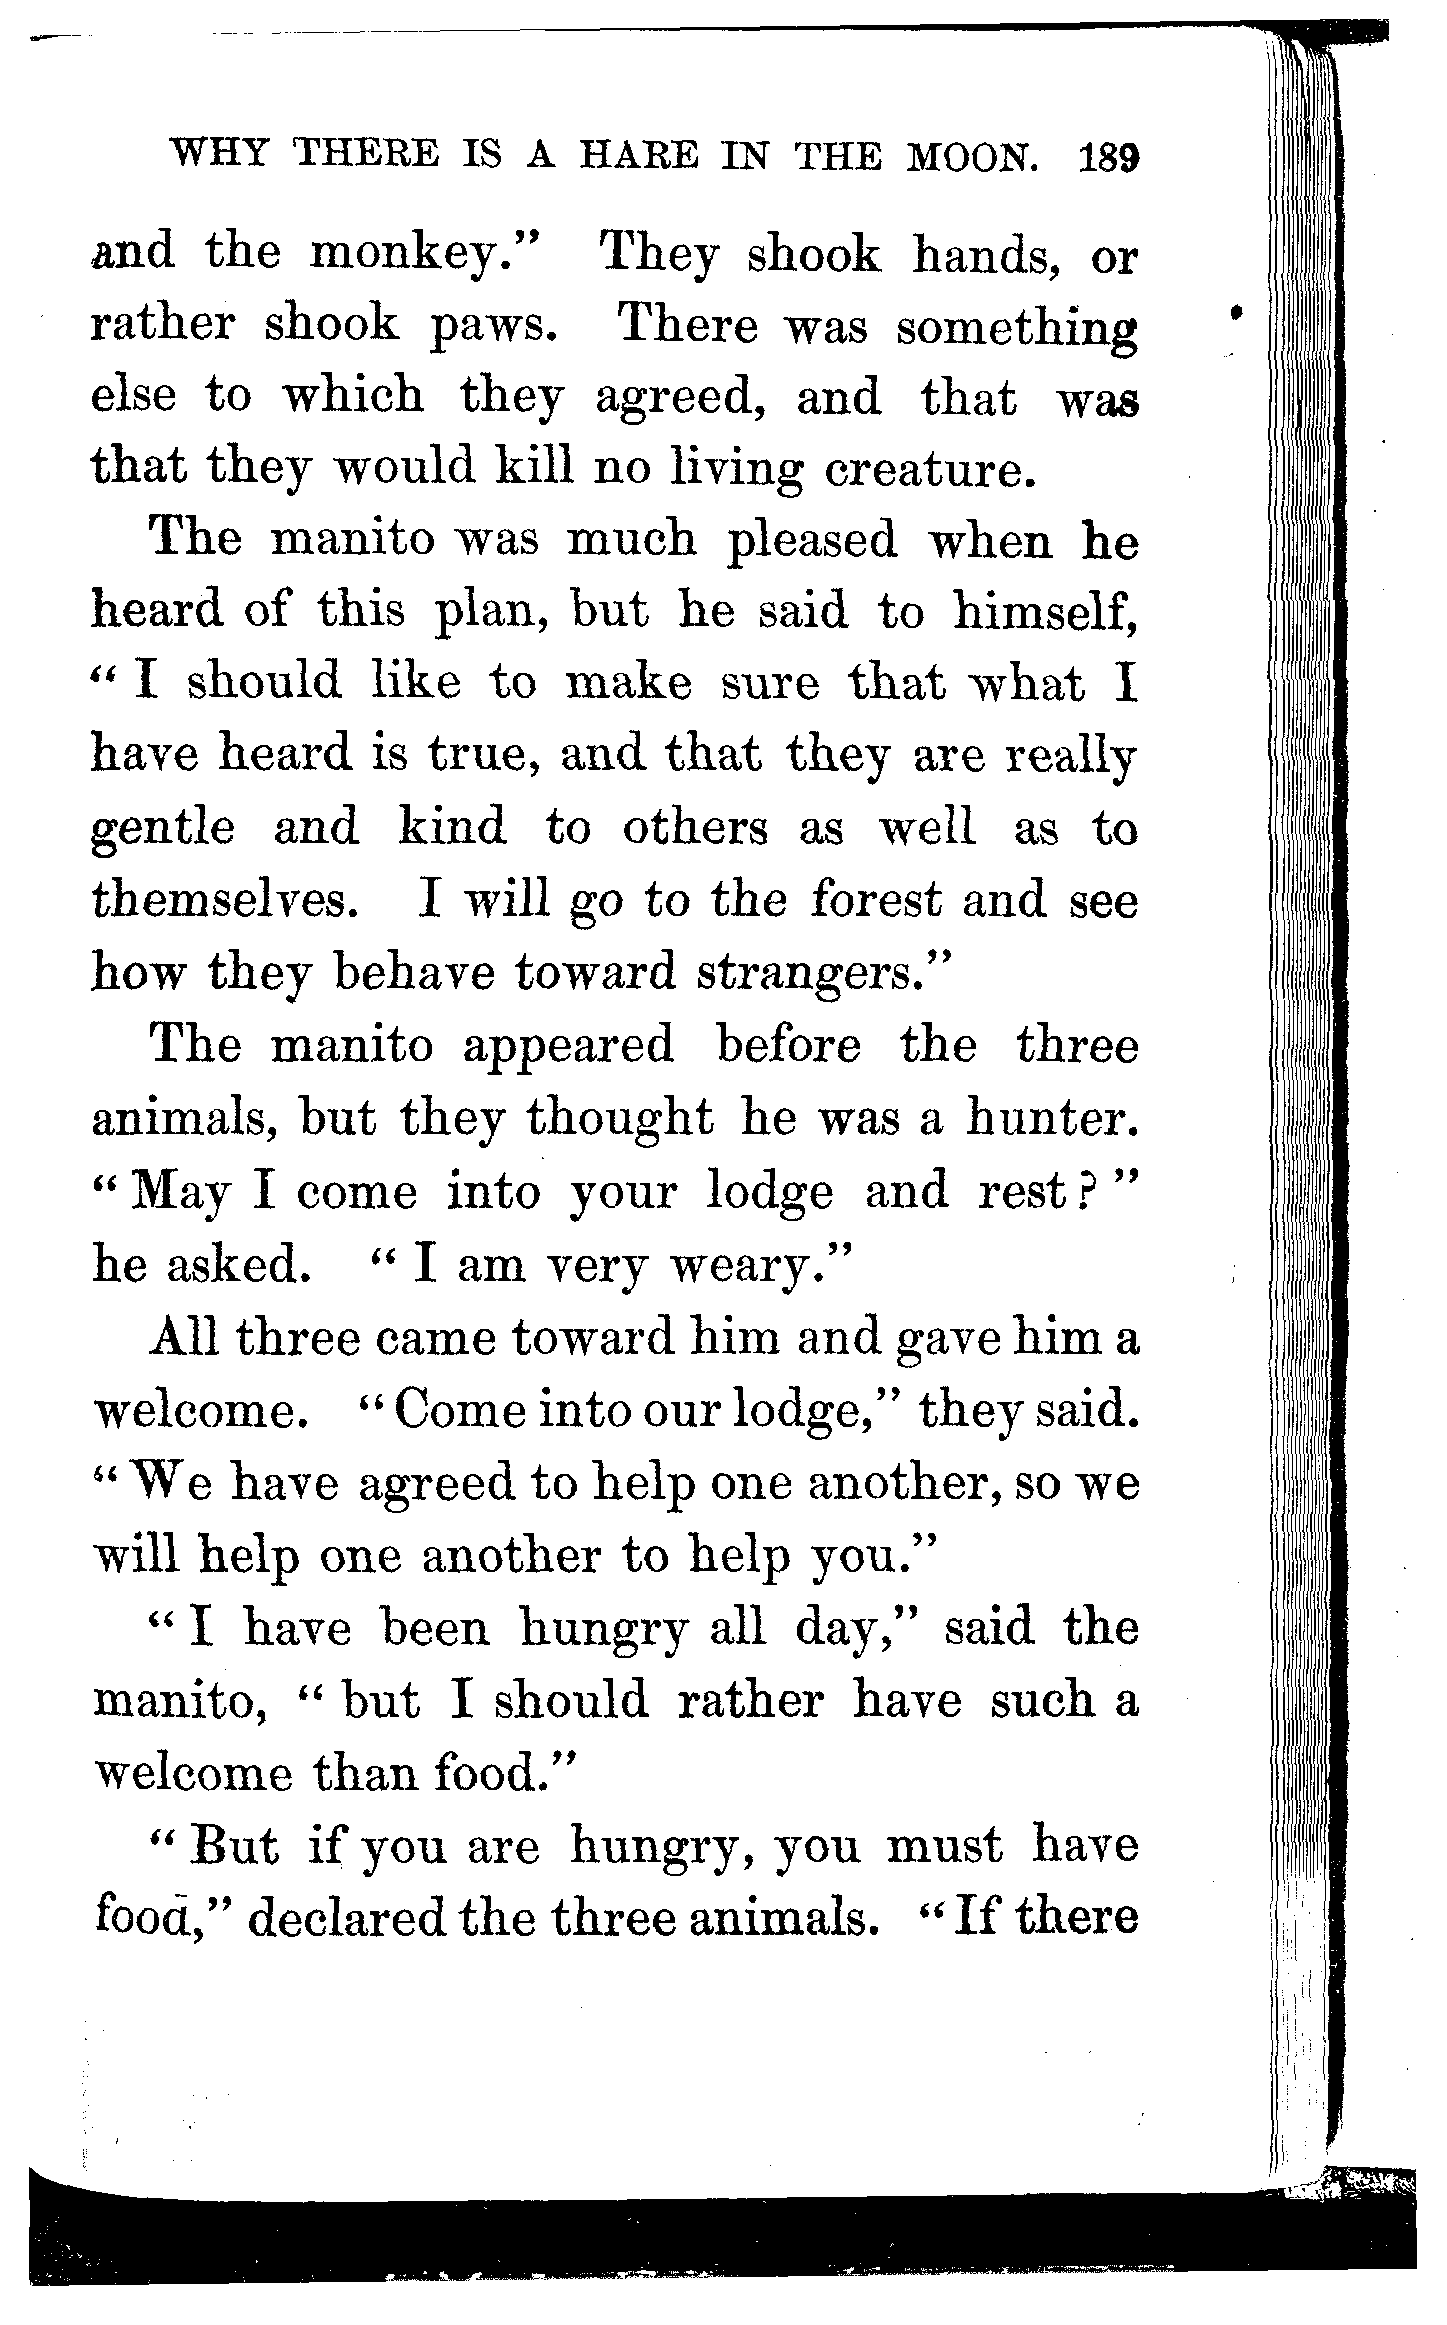 WHY THERE IS A HARE IN THE MOON. 189
and the monkey." They shook hands, or
rather shook paws. There was something
else to which they agreed, and that was
that they would kill no living creature.
The manito was much pleased when he
heard of this plan, but he said to himself,
"I should like to make sure that what I
have heard is true, and that they are really
gentle and kind to others as well as to
themselves. I will go to the forest and see
how they behave toward strangers."
The manito appeared before the three
animals, but they thought he was a hunter.
"May I come into your lodge and rest?"
he asked. "I am very weary."
All three came toward him and gave him a
welcome. "Come into our lodge," they said.
"We have agreed to help one another, so we
will help one another to help you."
"I have been hungry all day," said the
manito, "but I should rather have such a
welcome than food."
"But if you are hungry, you must have
food," declared the three animals. "If there